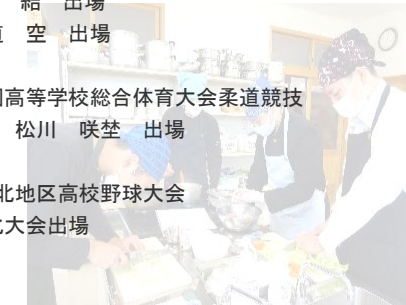 結　出場
空　出場
高等学校総合体育大会柔道競技
松川　咲埜　出場
北地区高校野球大会
大会出場